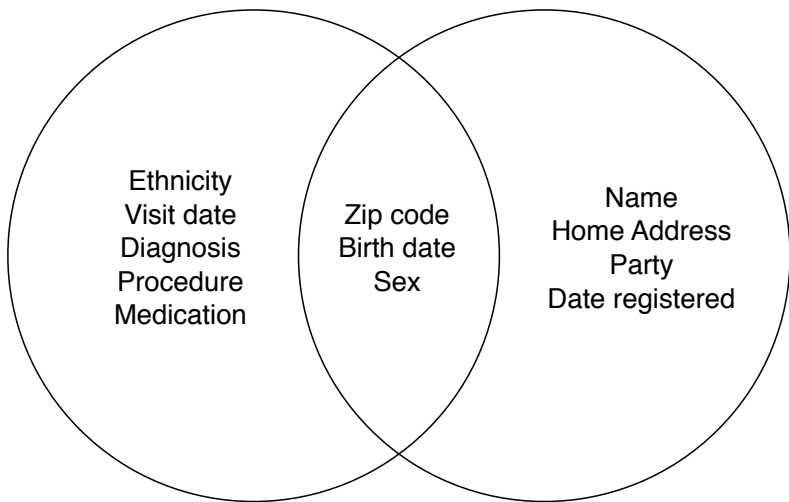 Ethnicity
Visit date
Diagnosis
Procedure
Medication
Zip code
Birth date
Sex
Name
Home Address
Party
Date registered